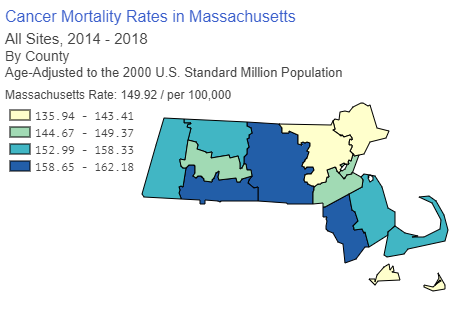 Cancer Mortality Rates in Massachusetts
All Sites, 2014 - 2018
By County
Age-Adjusted to the 2000 U.S. Standard Million Population
Massachusetts Rate: 149.92 / per 100,000
135.94 - 143.41
144.67 - 149.37
152.99 - 158.33
158.65 - 162.18